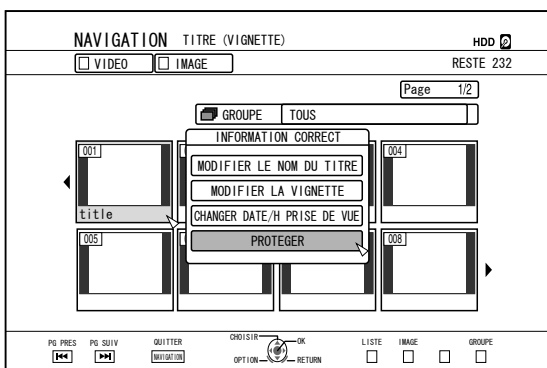 NAVIGATION TITRE (VIGNETTE) HDD
VIDEO IMAGE RESTE 232
Page 1/2
GROUPE TOUS
INFORMATION CORRECT
001 004
MODIFIER LE NOM DU TITRE
MODIFIER LA VIGNETTE
title CHANGER DATE/H PRISE DE VUE
005 PROTEGER 008
PG PRES PG SUIV QUITTER CHOISIR OK LISTE IMAGE GROUPE
NAVIGATION OPTION RETURN